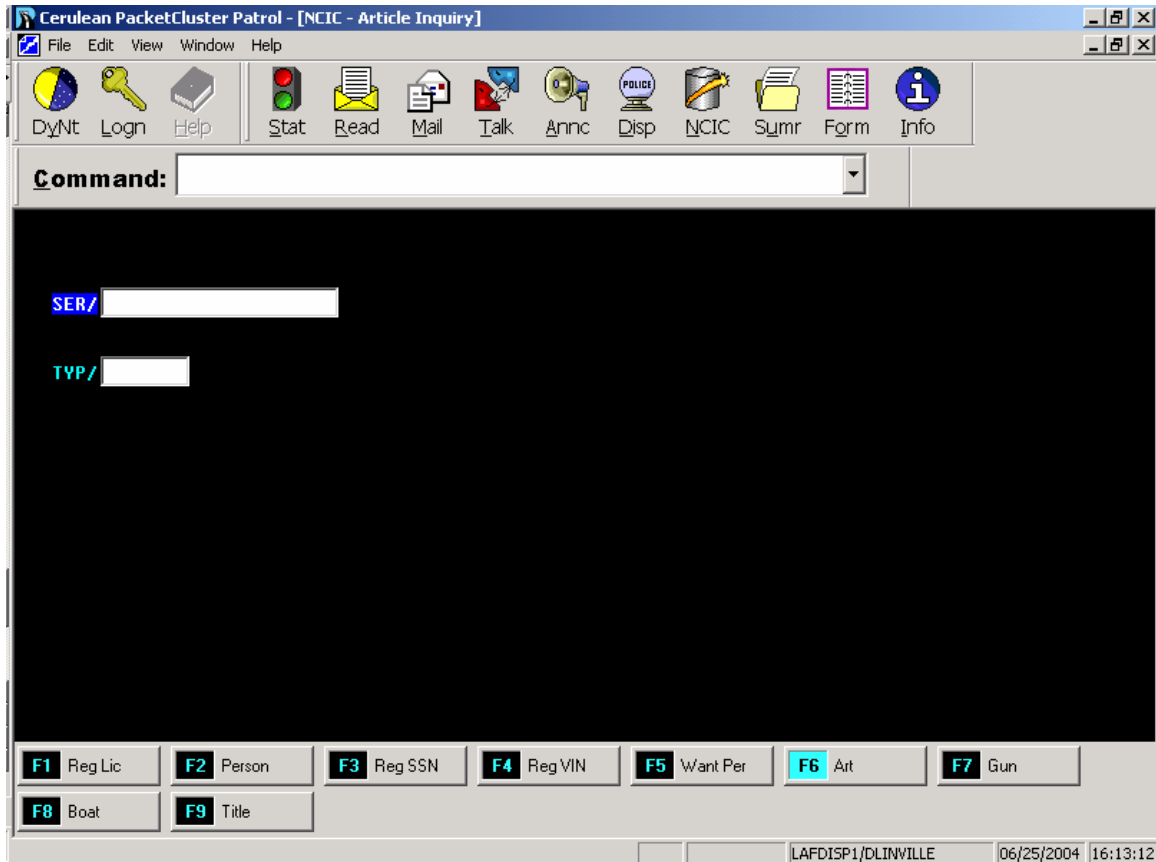 Cerulean PacketCluster Patrol - [NCIC - Article Inquiry]
File Edit View Window Help
DyNt Logn Help Stat Read Mail Talk Annc Disp NCIC Sumr Form Info
POLICE
Command:
SER/
TYP/
F1 Reg Lic F2 Person F3 Reg SSN F4 Reg VIN F5 Want Per F6 Art F7 Gun
F8 Boat F9 Title
LAFDISP1/DLINVILLE 06/25/2004 16:13:12